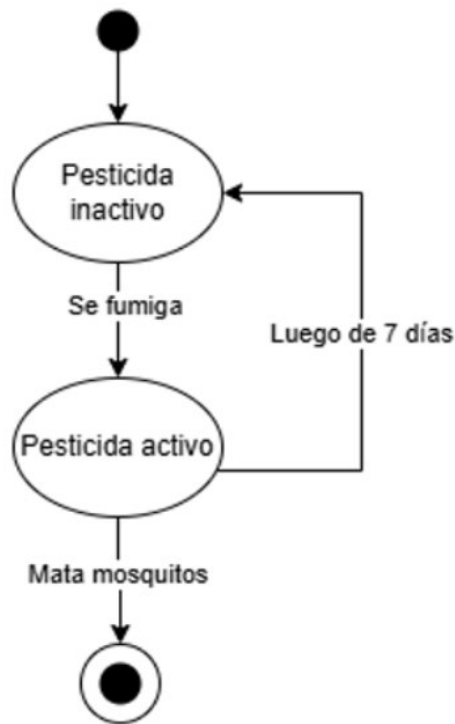 Pesticida
inactivo
Se fumiga
Luego de 7 días
Pesticida activo
Mata mosquitos